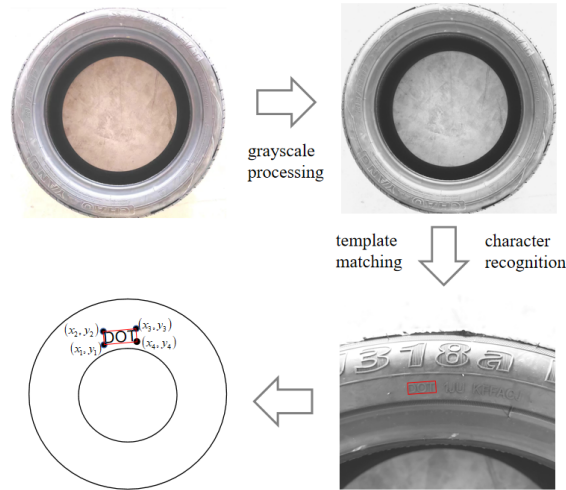 grayscale
processing
template
matching
character
recognition
(x₂, y₂)
(x₃, y₃)
DOT
(x₁, y₁)
(x₄, y₄)
318a
DOT